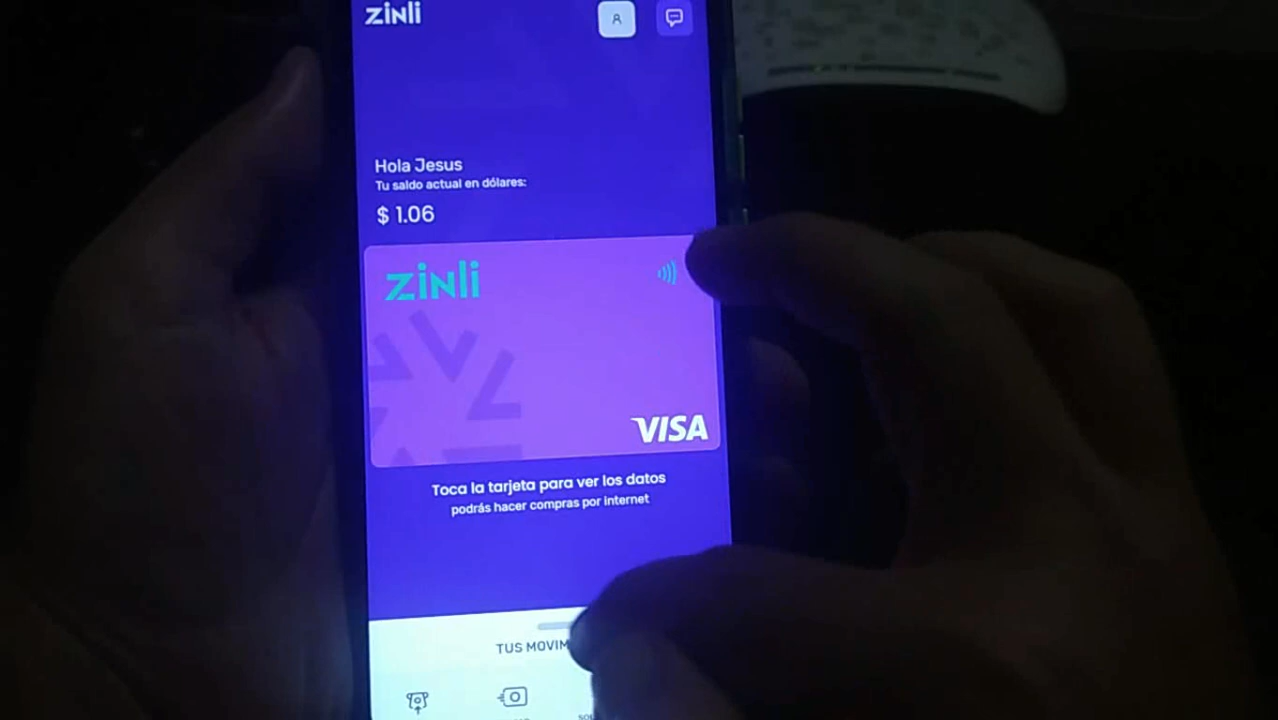 zinli
Hola Jesus
Tu saldo actual en dólares:
$ 1.06
zinli
VISA
Toca la tarjeta para ver los datos
podrás hacer compras por internet
TUS MOVIM